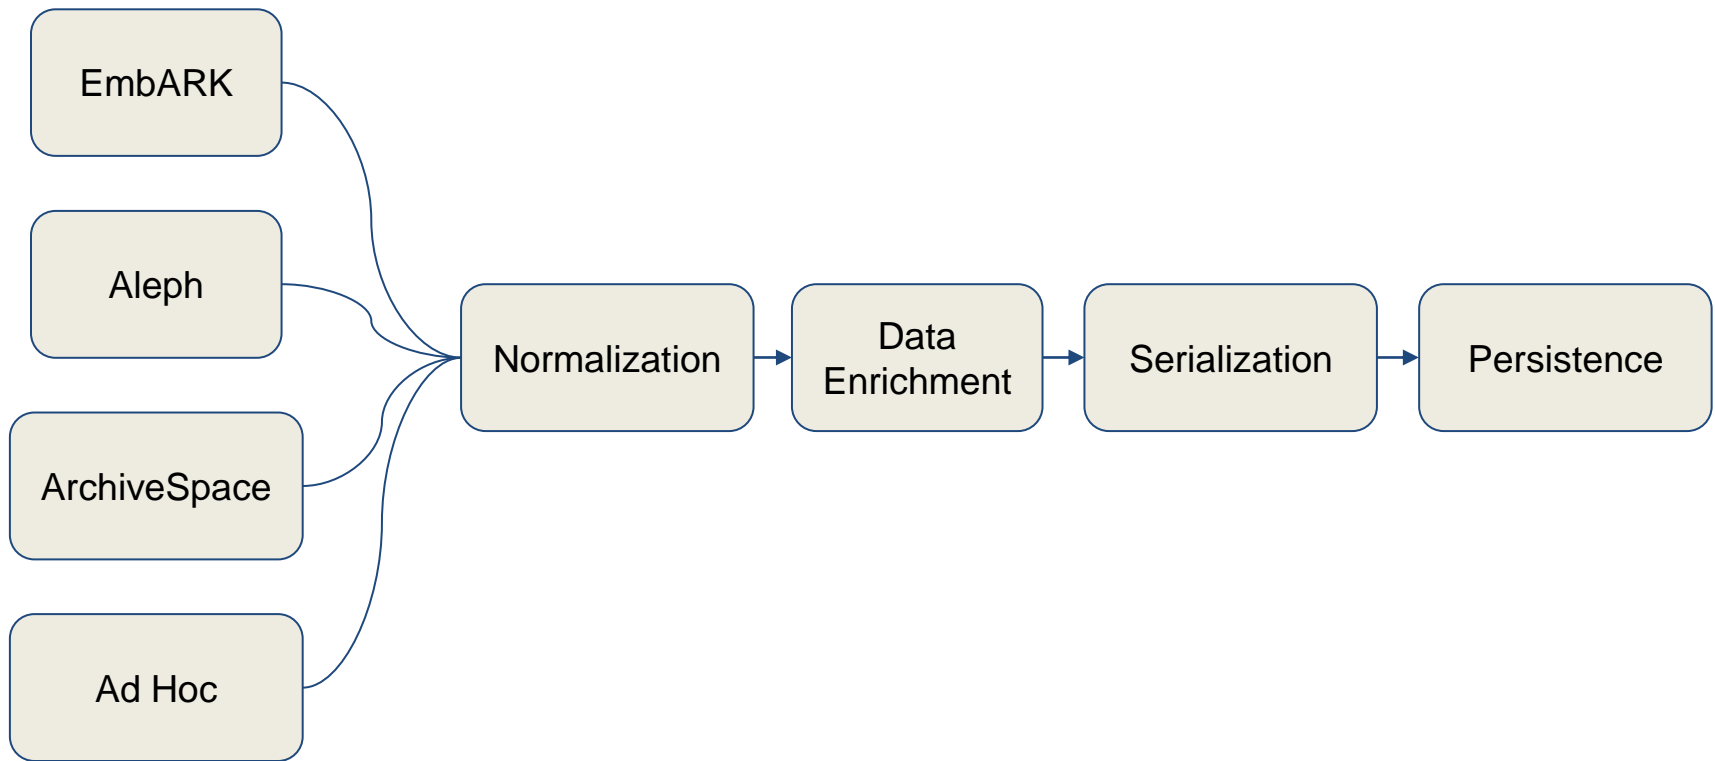 EmbARK
Aleph
ArchiveSpace
Ad Hoc
Normalization
Data
Enrichment
Serialization
Persistence